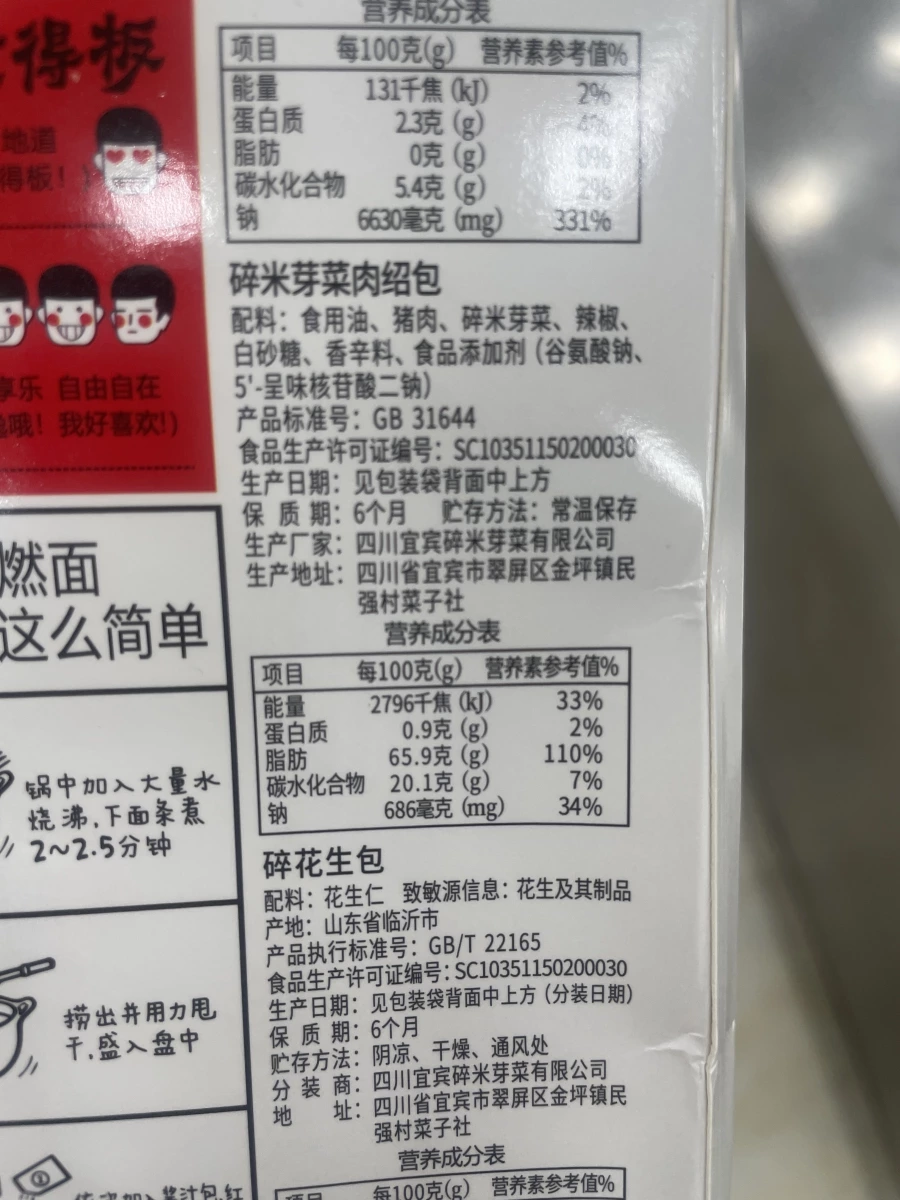 得板
地道
得板！)
享乐 自由自在
哦！我好喜欢!)
燃面
这么简单
锅中加入大量水
烧沸,下面条煮
2~2.5分钟
捞出并用力甩
干,盛入盘中
营养成分表
项目 每100克(g) 营养素参考值%
能量 131千焦 (kJ) 2%
蛋白质 2.3克 (g) 4%
脂肪 0克 (g) 0%
碳水化合物 5.4克 (g) 2%
钠 6630毫克 (mg) 331%
碎米芽菜肉绍包
配料：食用油、猪肉、碎米芽菜、辣椒、
白砂糖、香辛料、食品添加剂（谷氨酸钠、
5'-呈味核苷酸二钠）
产品标准号：GB 31644
食品生产许可证编号：SC10351150200030
生产日期：见包装袋背面中上方
保 质 期：6个月 贮存方法：常温保存
生产厂家：四川宜宾碎米芽菜有限公司
生产地址：四川省宜宾市翠屏区金坪镇民
强村菜子社
营养成分表
项目 每100克(g) 营养素参考值%
能量 2796千焦 (kJ) 33%
蛋白质 0.9克 (g) 2%
脂肪 65.9克 (g) 110%
碳水化合物 20.1克 (g) 7%
钠 686毫克 (mg) 34%
碎花生包
配料：花生仁 致敏源信息：花生及其制品
产地：山东省临沂市
产品执行标准号：GB/T 22165
食品生产许可证编号：SC10351150200030
生产日期：见包装袋背面中上方（分装日期）
保 质 期：6个月
贮存方法：阴凉、干燥、通风处
分 装 商：四川宜宾碎米芽菜有限公司
地 址：四川省宜宾市翠屏区金坪镇民
强村菜子社
营养成分表
项目 每100克(g) 营养素参考值%